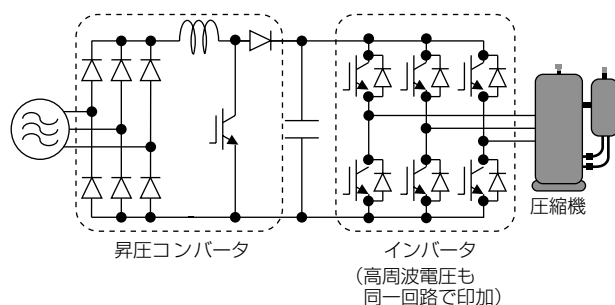 圧縮機
昇圧コンバータ
インバータ
(高周波電圧も
同一回路で印加)